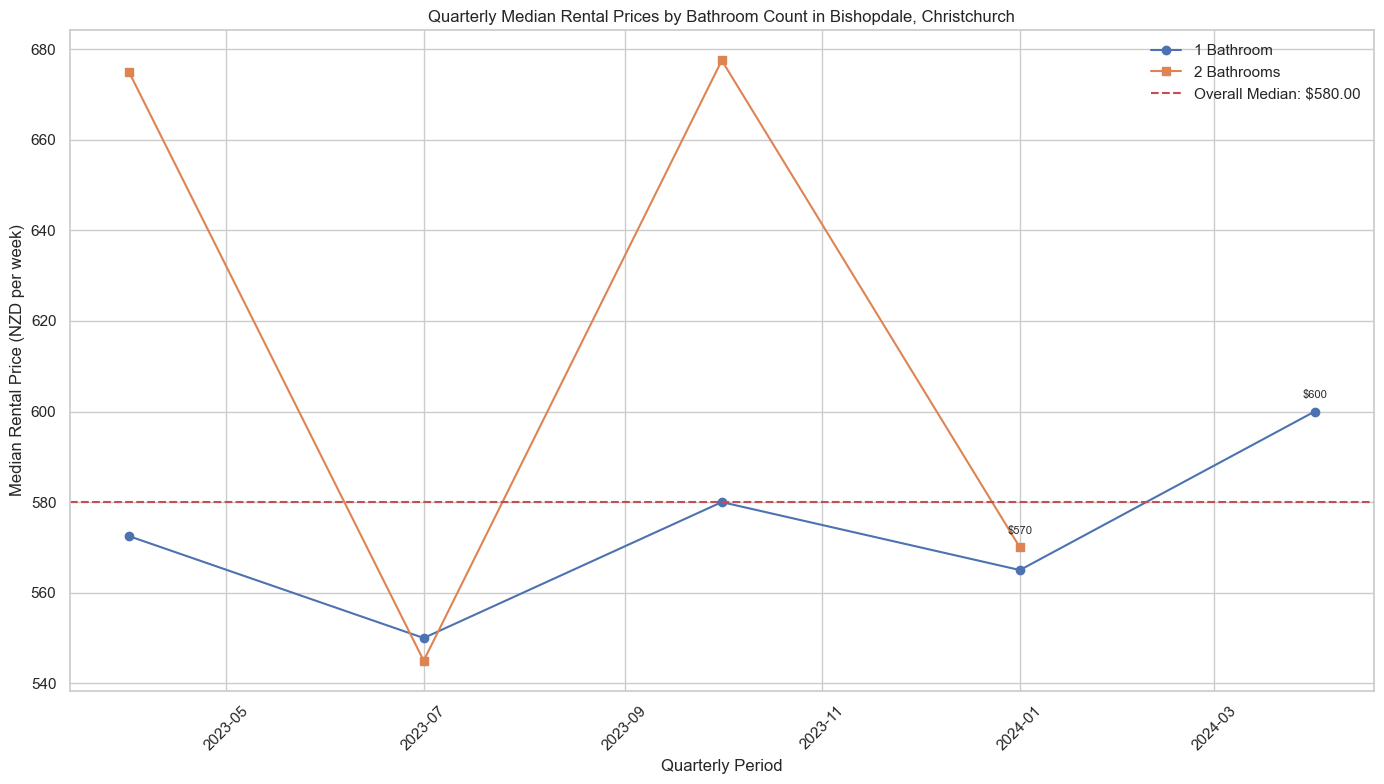 Quarterly Median Rental Prices by Bathroom Count in Bishopdale, Christchurch
1 Bathroom
2 Bathrooms
Overall Median: $580.00
Median Rental Price (NZD per week)
680
660
640
620
600
580
560
540
$570
$600
2023-05
2023-07
2023-09
2023-11
2024-01
2024-03
Quarterly Period